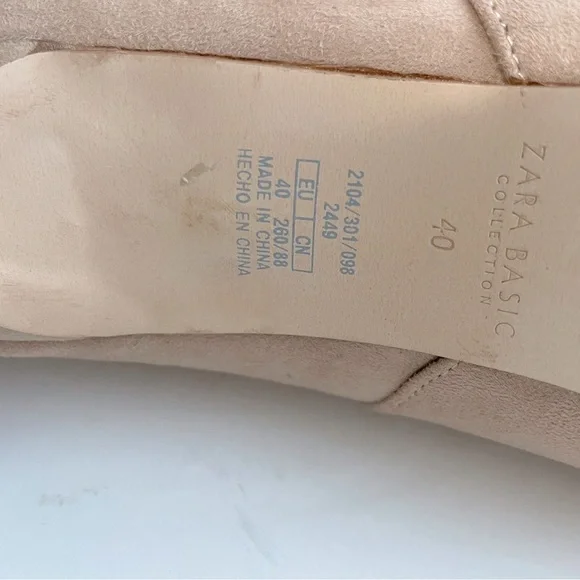 ZARA BASIC
COLLECTION
40
2104/301/098
2449
EU | CN
40 260/88
MADE IN CHINA
HECHO EN CHINA